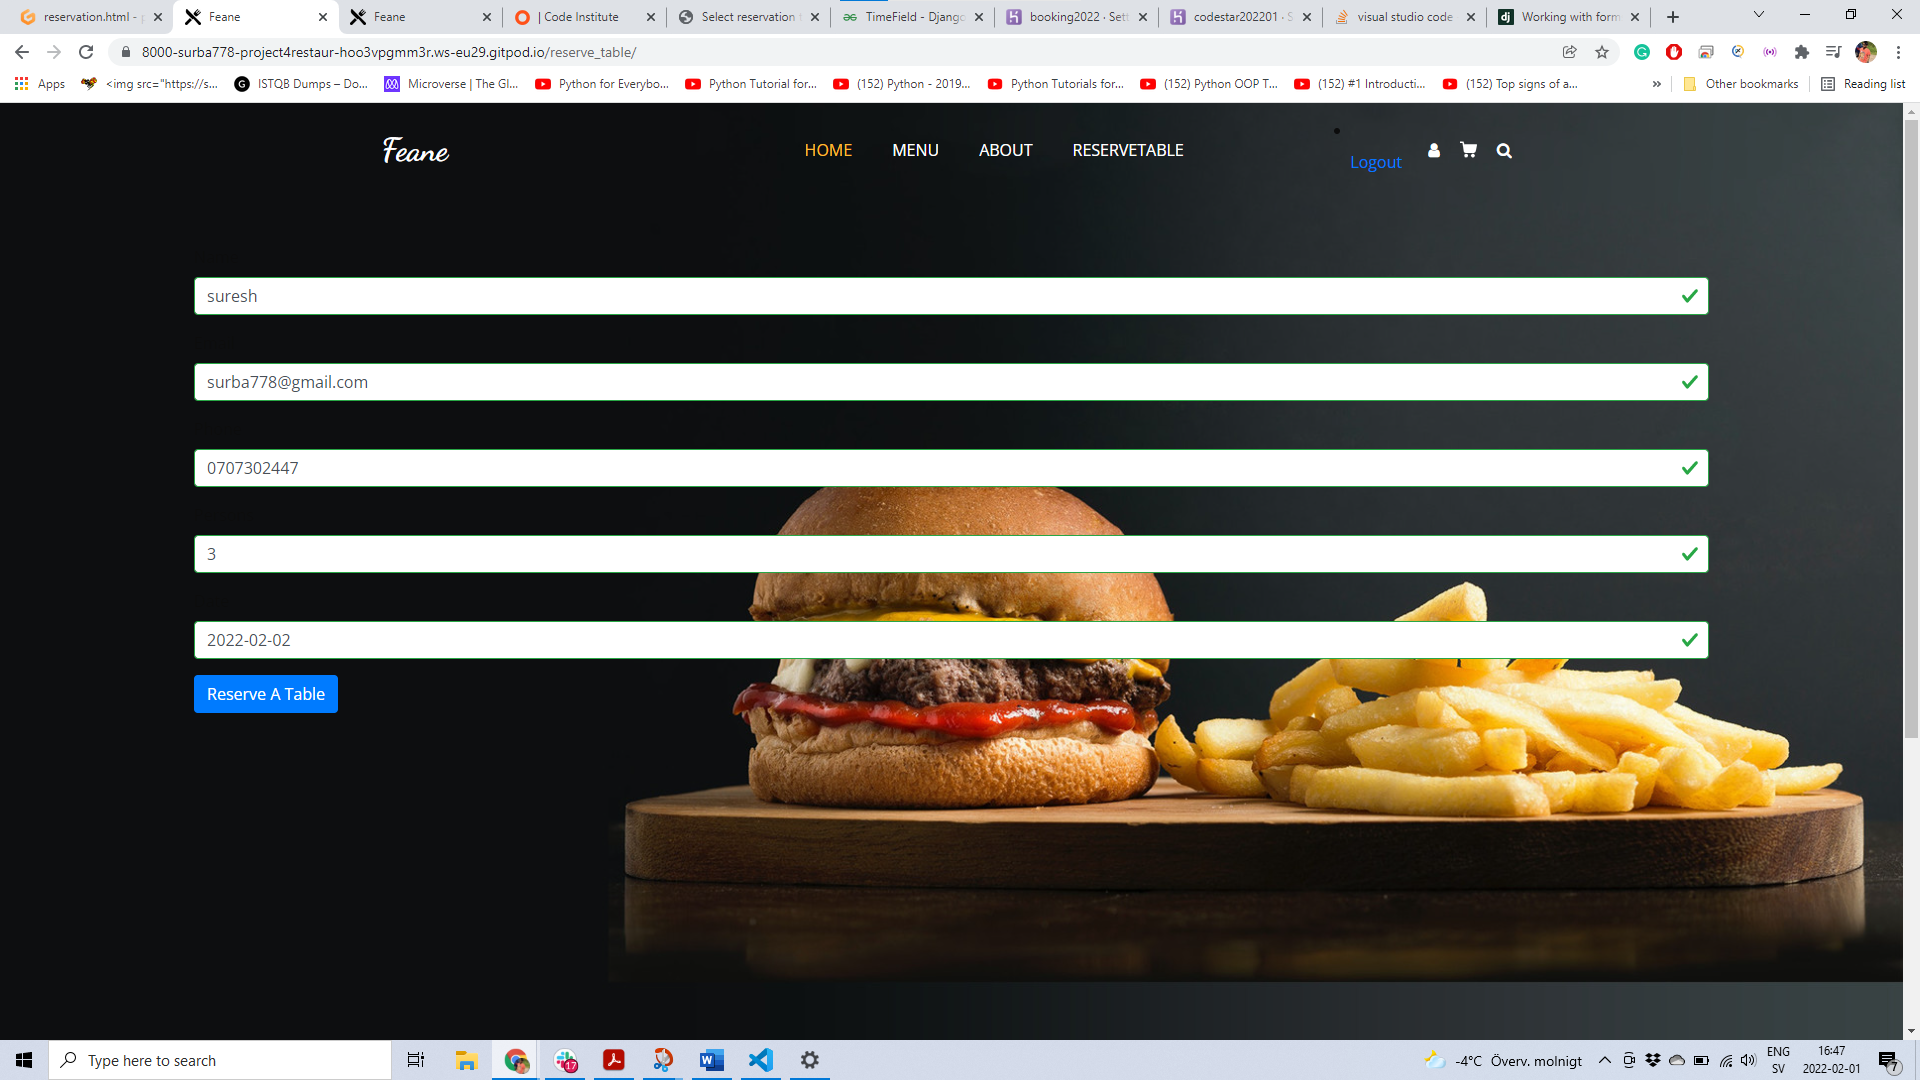 reservation.html - p
Feane
Feane
| Code Institute
Select reservation t
TimeField - Djang
booking2022 · Sett
codestar202201 · S
visual studio code
Working with form
8000-surba778-project4restaur-hoo3vpgmm3r.ws-eu29.gitpod.io/reserve_table/
Apps
<img src="https://s...
ISTQB Dumps – Do...
Microverse | The Gl...
Python for Everybo...
Python Tutorial for...
(152) Python - 2019...
Python Tutorials for...
(152) Python OOP T...
(152) #1 Introducti...
(152) Top signs of a...
»
Other bookmarks
Reading list
Feane
HOME
MENU
ABOUT
RESERVETABLE
Logout
suresh
surba778@gmail.com
0707302447
3
2022-02-02
Reserve A Table
Type here to search
17
-4°C Överv. molnigt
ENG
SV
16:47
2022-02-01
7